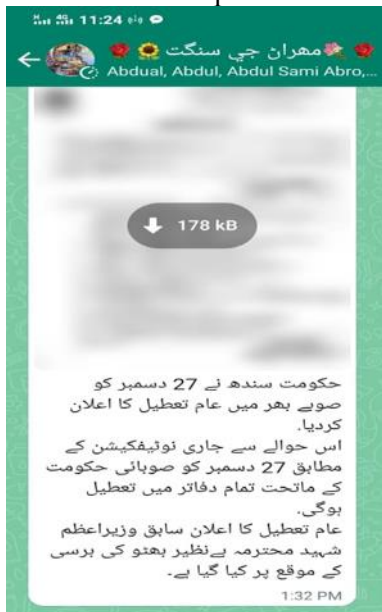 11:24
مھراڻ جي سنگت
Abdual, Abdul, Abdul Sami Abro,...
178 kB
حکومت سندھ نے 27 دسمبر کو
صوبے بھر میں عام تعطیل کا اعلان
کردیا.
اس حوالے سے جاری نوٹیفکیشن کے
مطابق 27 دسمبر کو صوبائی حکومت
کے ماتحت تمام دفاتر میں تعطیل
ہوگی.
عام تعطیل کا اعلان سابق وزیراعظم
شہید محترمہ بےنظیر بھٹو کی برسی
کے موقع پر کیا گیا ہے۔
1:32 PM